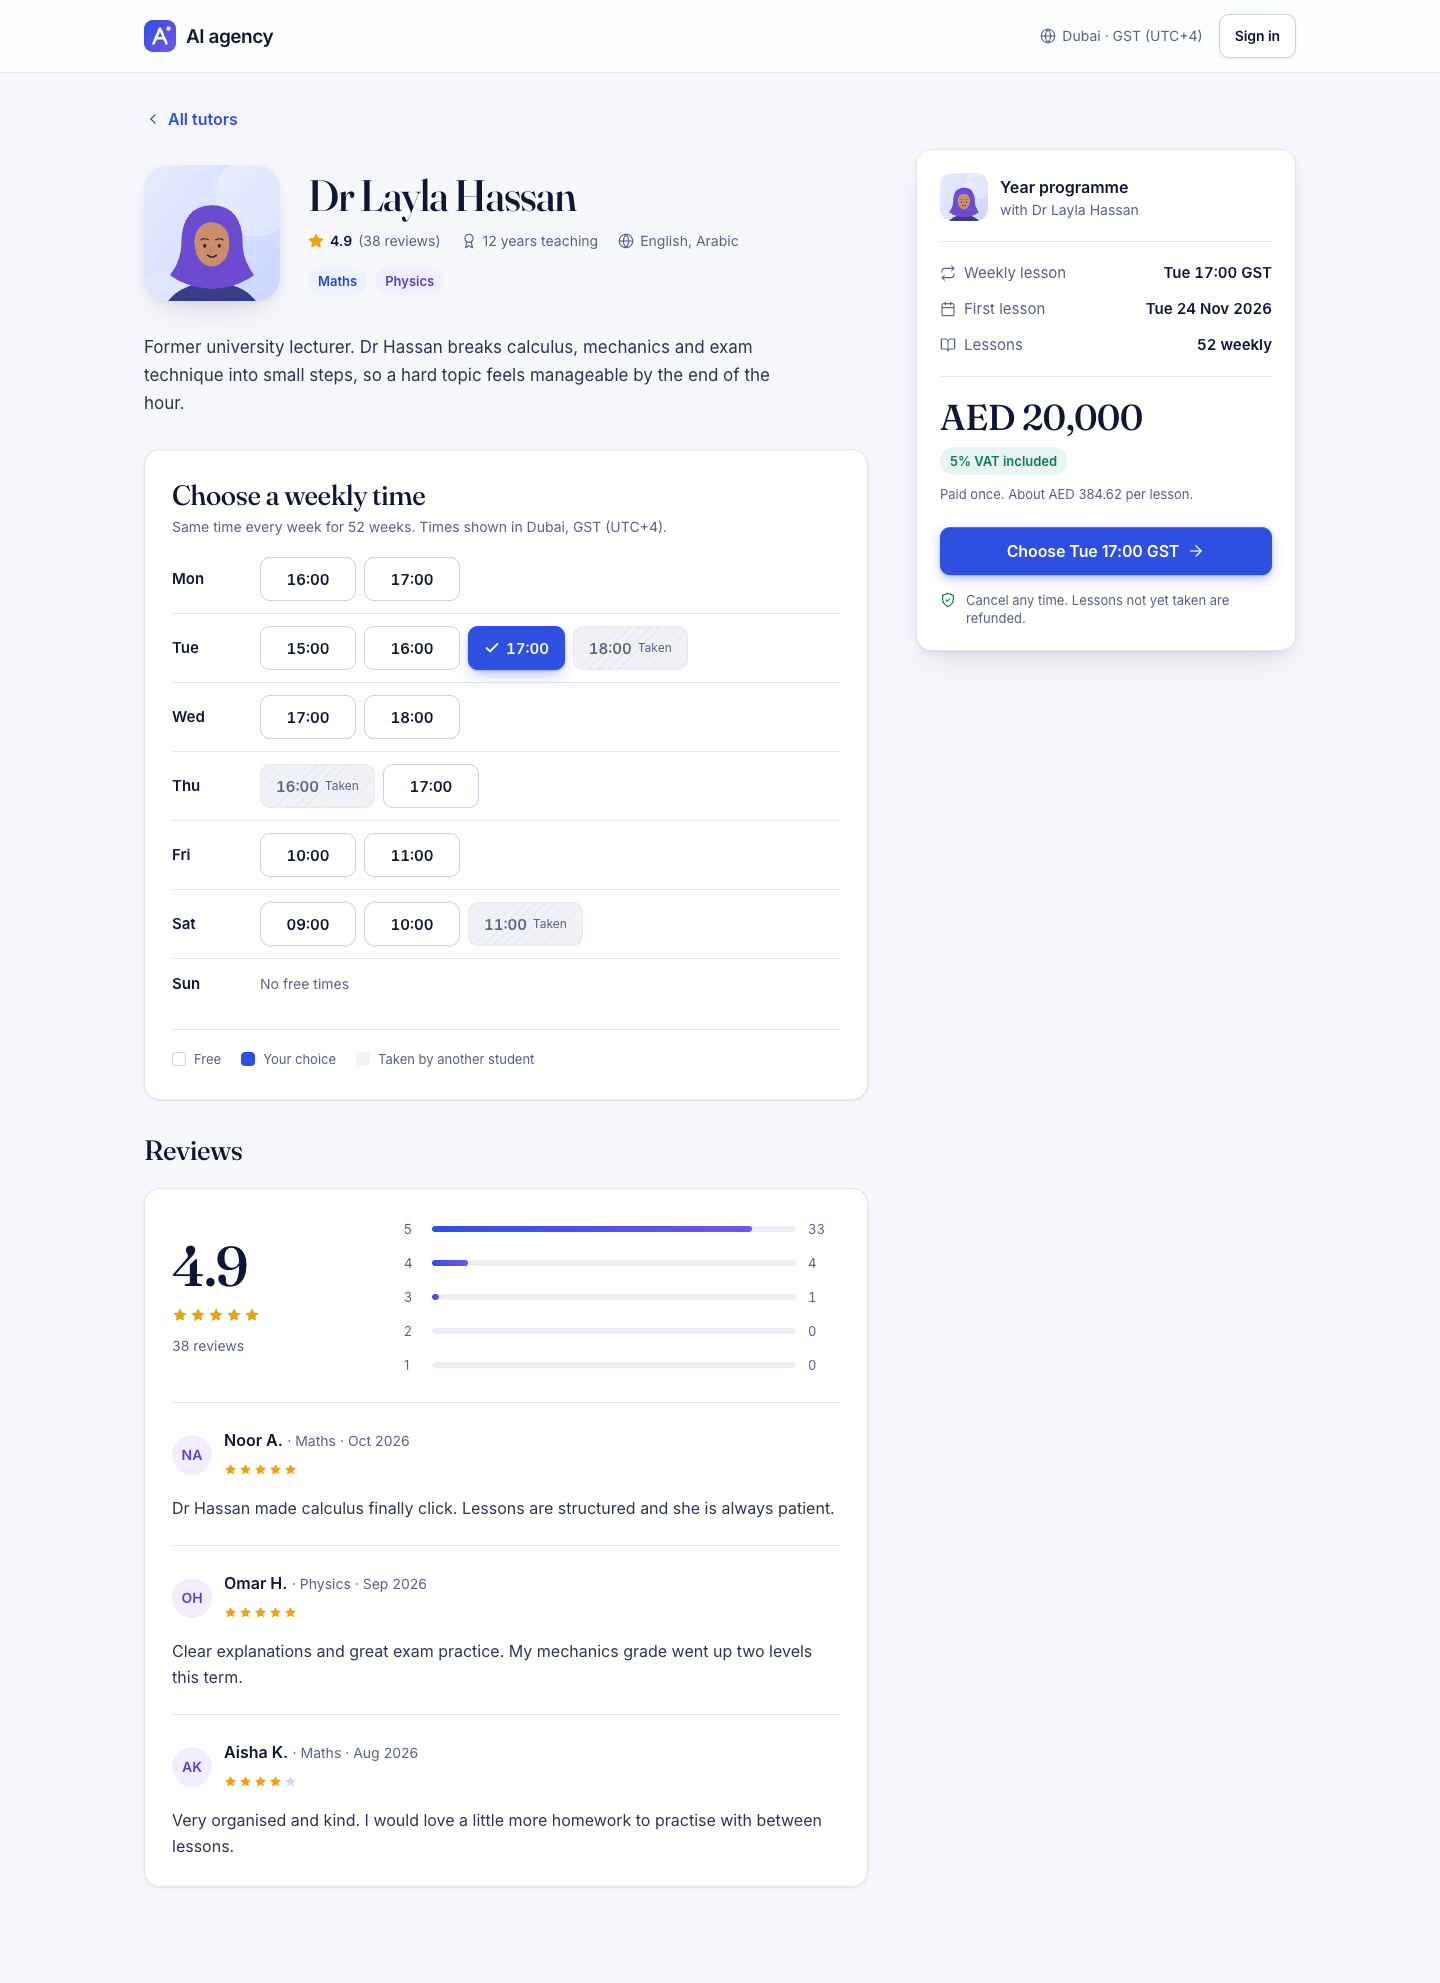 AI agency
Dubai · GST (UTC+4)
Sign in
All tutors
Dr Layla Hassan
4.9 (38 reviews)
12 years teaching
English, Arabic
Maths
Physics
Former university lecturer. Dr Hassan breaks calculus, mechanics and exam
technique into small steps, so a hard topic feels manageable by the end of the
hour.
Choose a weekly time
Same time every week for 52 weeks. Times shown in Dubai, GST (UTC+4).
Mon 16:00 17:00
Tue 15:00 16:00 17:00 18:00 Taken
Wed 17:00 18:00
Thu 16:00 Taken 17:00
Fri 10:00 11:00
Sat 09:00 10:00 11:00 Taken
Sun No free times
Free Your choice Taken by another student
Year programme
with Dr Layla Hassan
Weekly lesson Tue 17:00 GST
First lesson Tue 24 Nov 2026
Lessons 52 weekly
AED 20,000
5% VAT included
Paid once. About AED 384.62 per lesson.
Choose Tue 17:00 GST
Cancel any time. Lessons not yet taken are
refunded.
Reviews
4.9
38 reviews
5 33
4 4
3 1
2 0
1 0
NA
Noor A. · Maths · Oct 2026
Dr Hassan made calculus finally click. Lessons are structured and she is always patient.
OH
Omar H. · Physics · Sep 2026
Clear explanations and great exam practice. My mechanics grade went up two levels
this term.
AK
Aisha K. · Maths · Aug 2026
Very organised and kind. I would love a little more homework to practise with between
lessons.